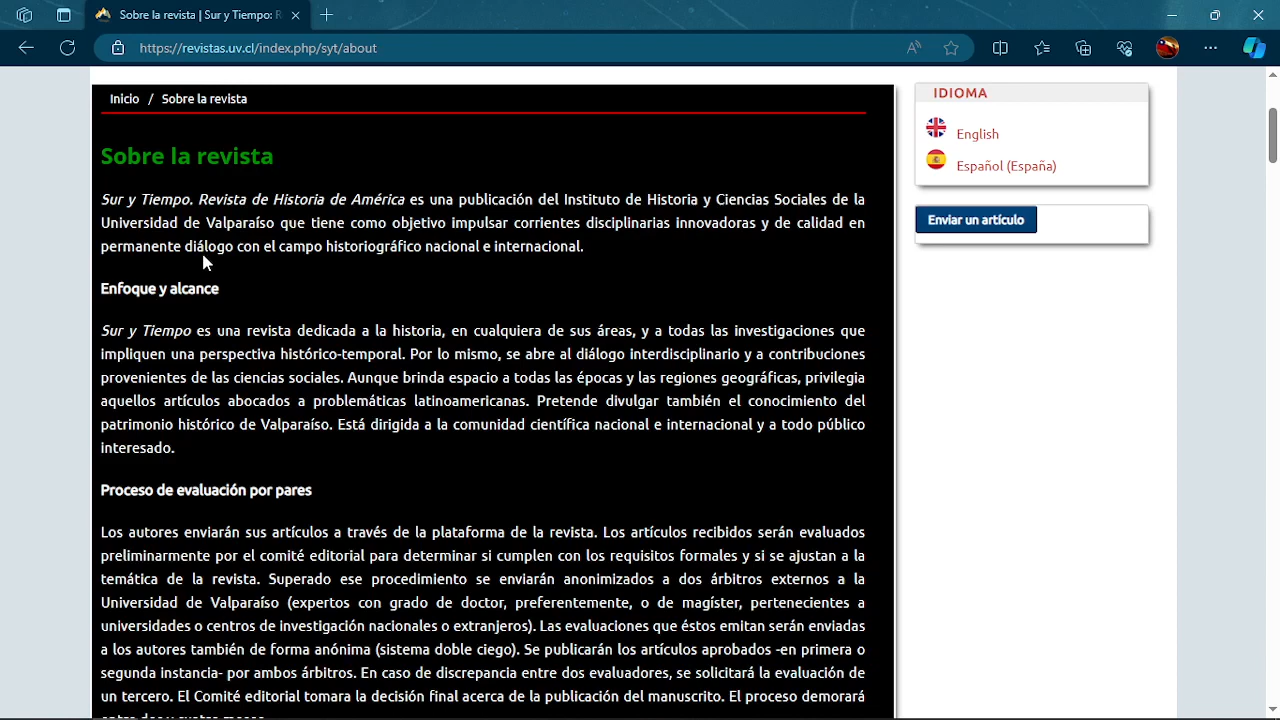 Sobre la revista | Sur y Tiempo: R
https://revistas.uv.cl/index.php/syt/about
Inicio / Sobre la revista
Sobre la revista
Sur y Tiempo. Revista de Historia de América es una publicación del Instituto de Historia y Ciencias Sociales de la
Universidad de Valparaíso que tiene como objetivo impulsar corrientes disciplinarias innovadoras y de calidad en
permanente diálogo con el campo historiográfico nacional e internacional.
Enfoque y alcance
Sur y Tiempo es una revista dedicada a la historia, en cualquiera de sus áreas, y a todas las investigaciones que
impliquen una perspectiva histórico-temporal. Por lo mismo, se abre al diálogo interdisciplinario y a contribuciones
provenientes de las ciencias sociales. Aunque brinda espacio a todas las épocas y las regiones geográficas, privilegia
aquellos artículos abocados a problemáticas latinoamericanas. Pretende divulgar también el conocimiento del
patrimonio histórico de Valparaíso. Está dirigida a la comunidad científica nacional e internacional y a todo público
interesado.
Proceso de evaluación por pares
Los autores enviarán sus artículos a través de la plataforma de la revista. Los artículos recibidos serán evaluados
preliminarmente por el comité editorial para determinar si cumplen con los requisitos formales y si se ajustan a la
temática de la revista. Superado ese procedimiento se enviarán anonimizados a dos árbitros externos a la
Universidad de Valparaíso (expertos con grado de doctor, preferentemente, o de magíster, pertenecientes a
universidades o centros de investigación nacionales o extranjeros). Las evaluaciones que éstos emitan serán enviadas
a los autores también de forma anónima (sistema doble ciego). Se publicarán los artículos aprobados -en primera o
segunda instancia- por ambos árbitros. En caso de discrepancia entre dos evaluadores, se solicitará la evaluación de
un tercero. El Comité editorial tomara la decisión final acerca de la publicación del manuscrito. El proceso demorará
IDIOMA
English
Español (España)
Enviar un artículo